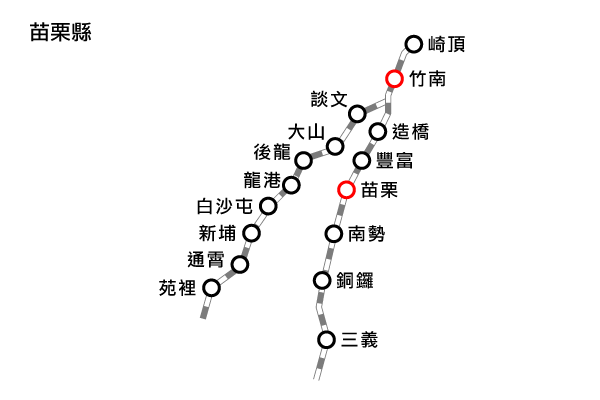 苗栗縣
崎頂
竹南
談文
大山
後龍
龍港
白沙屯
新埔
通霄
苑裡
造橋
豐富
苗栗
南勢
銅鑼
三義